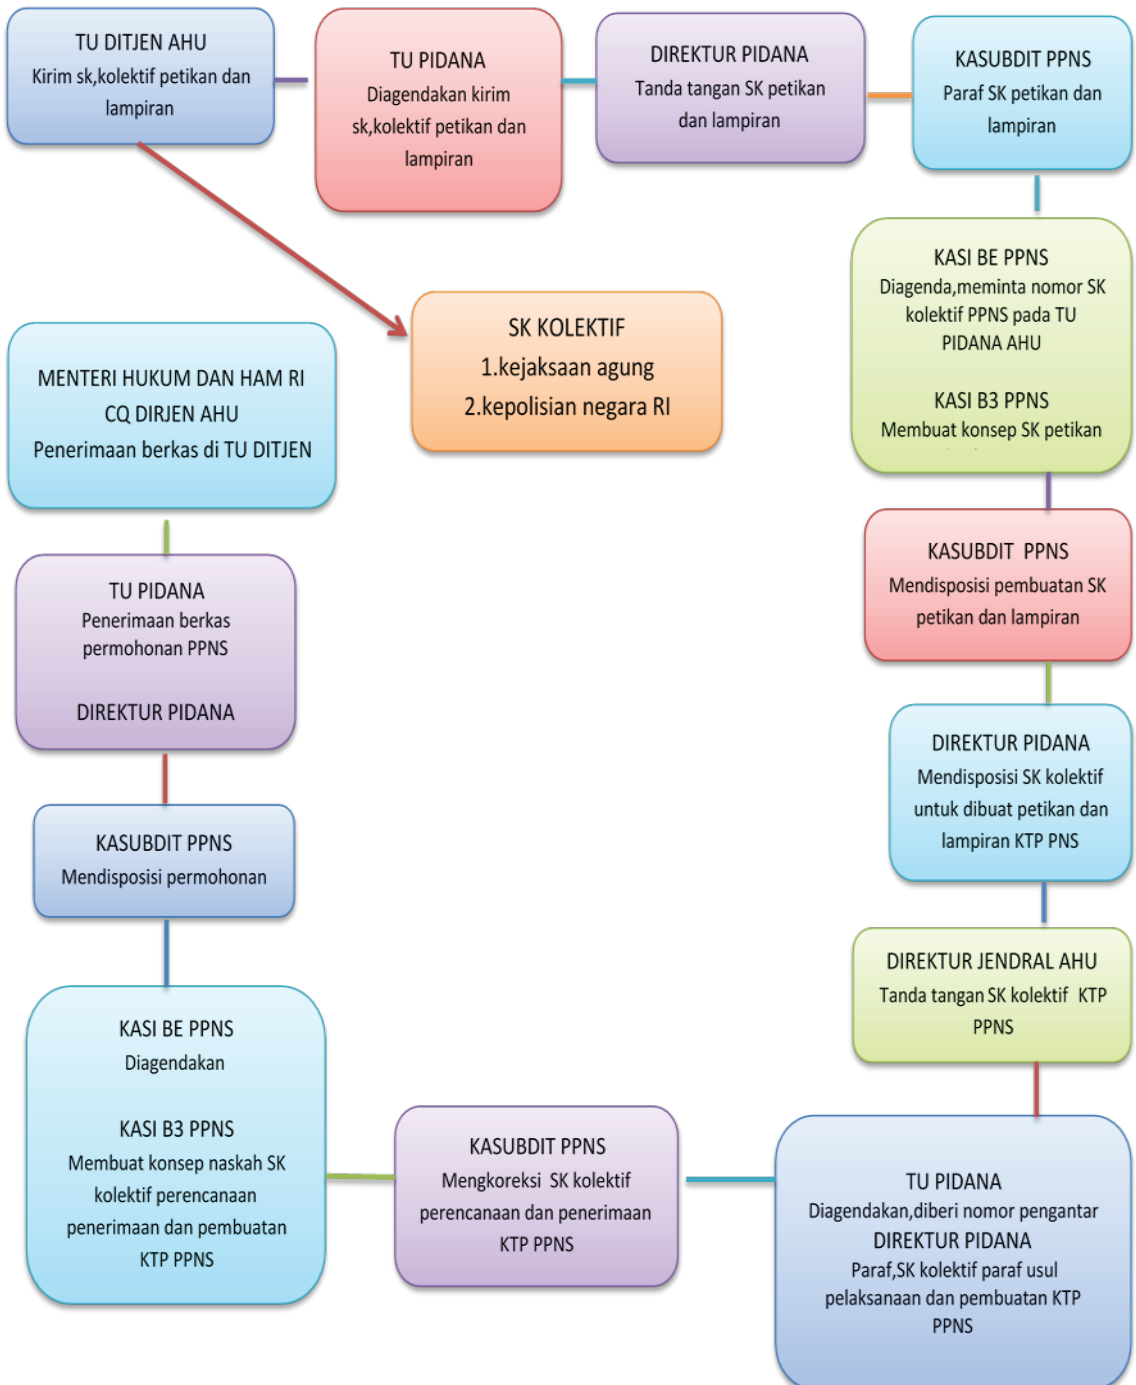 TU DITJEN AHU
Kirim sk,kolektif petikan dan
lampiran
TU PIDANA
Diagendakan kirim
sk,kolektif petikan dan
lampiran
DIREKTUR PIDANA
Tanda tangan SK petikan
dan lampiran
KASUBDIT PPNS
Paraf SK petikan dan
lampiran
KASI BE PPNS
Diagenda,meminta nomor SK
kolektif PPNS pada TU
PIDANA AHU
KASI B3 PPNS
Membuat konsep SK petikan
SK KOLEKTIF
1.kejaksaan agung
2.kepolisian negara RI
MENTERI HUKUM DAN HAM RI
CQ DIRJEN AHU
Penerimaan berkas di TU DITJEN
KASUBDIT PPNS
Mendisposisi pembuatan SK
petikan dan lampiran
TU PIDANA
Penerimaan berkas
permohonan PPNS
DIREKTUR PIDANA
DIREKTUR PIDANA
Mendisposisi SK kolektif
untuk dibuat petikan dan
lampiran KTP PNS
KASUBDIT PPNS
Mendisposisi permohonan
DIREKTUR JENDRAL AHU
Tanda tangan SK kolektif KTP
PPNS
KASI BE PPNS
Diagendakan
KASI B3 PPNS
Membuat konsep naskah SK
kolektif perencanaan
penerimaan dan pembuatan
KTP PPNS
KASUBDIT PPNS
Mengkoreksi SK kolektif
perencanaan dan penerimaan
KTP PPNS
TU PIDANA
Diagendakan,diberi nomor pengantar
DIREKTUR PIDANA
Paraf,SK kolektif paraf usul
pelaksanaan dan pembuatan KTP
PPNS